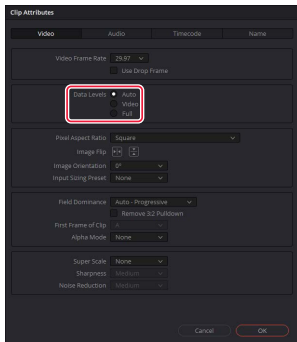 Clip Attributes
Video Audio Timecode Name
Video Frame Rate 29.97
Use Drop Frame
Data Levels Auto
Video
Full
Pixel Aspect Ratio Square
Image Flip
Image Orientation 0°
Input Sizing Preset None
Field Dominance Auto - Progressive
Remove 3:2 Pulldown
First Frame of Clip A
Alpha Mode None
Super Scale None
Sharpness Medium
Noise Reduction Medium
Cancel OK